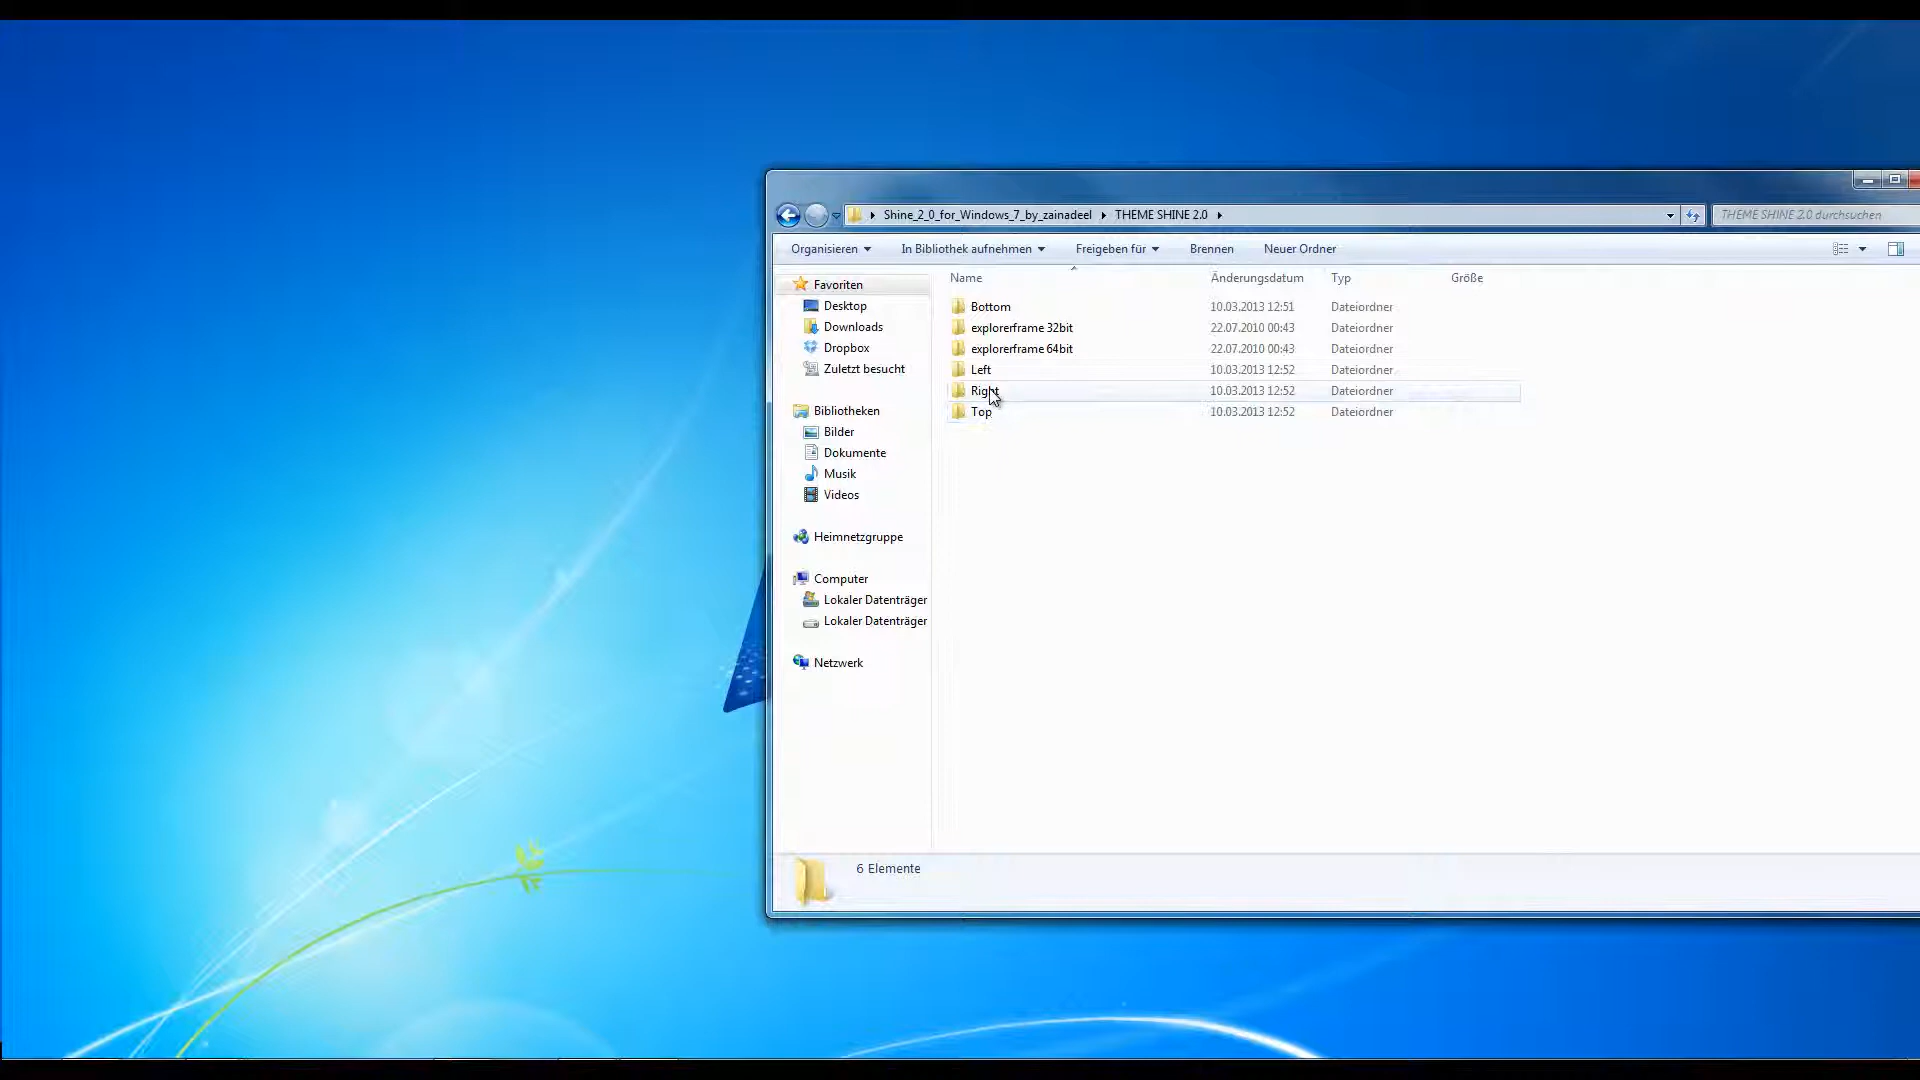 Shine_2_0_for_Windows_7_by_zainadeel THEME SHINE 2.0 THEME SHINE 2.0 durchsuchen
Organisieren In Bibliothek aufnehmen Freigeben für Brennen Neuer Ordner
Name Änderungsdatum Typ Größe
Favoriten
Desktop
Downloads
Dropbox
Zuletzt besucht
Bibliotheken
Bilder
Dokumente
Musik
Videos
Heimnetzgruppe
Computer
Lokaler Datenträger
Lokaler Datenträger
Netzwerk
Bottom 10.03.2013 12:51 Dateiordner
explorerframe 32bit 22.07.2010 00:43 Dateiordner
explorerframe 64bit 22.07.2010 00:43 Dateiordner
Left 10.03.2013 12:52 Dateiordner
Right 10.03.2013 12:52 Dateiordner
Top 10.03.2013 12:52 Dateiordner
6 Elemente